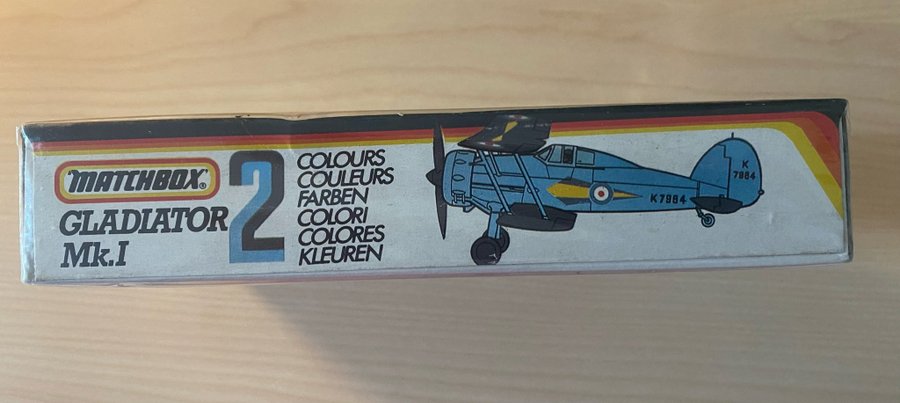 MATCHBOX®
GLADIATOR
Mk.I
2
COLOURS
COULEURS
FARBEN
COLORI
COLORES
KLEUREN
K7984
K
7984